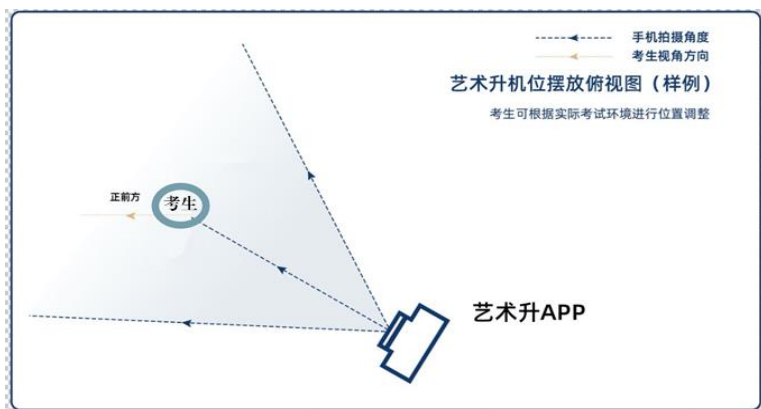 手机拍摄角度
考生视角方向
艺术升机位摆放俯视图（样例）
考生可根据实际考试环境进行位置调整
正前方
考生
艺术升APP